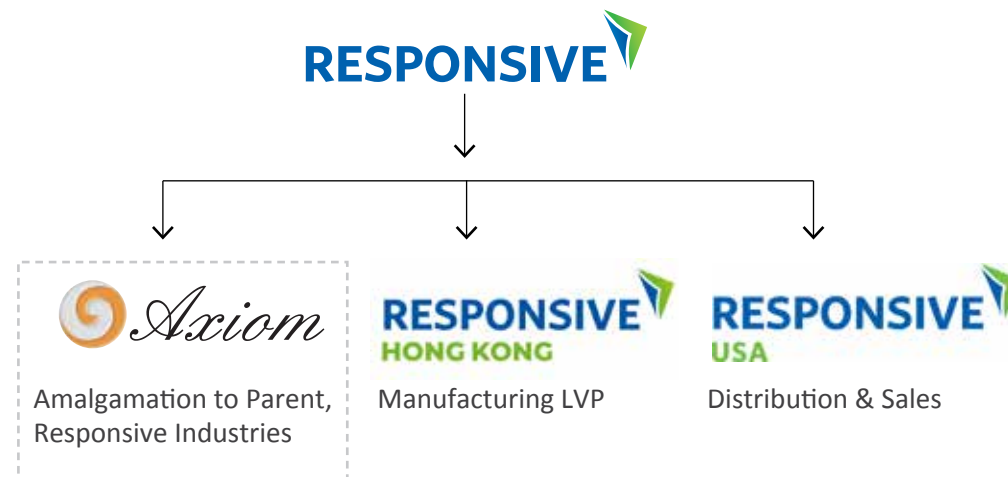 RESPONSIVE
Axiom
RESPONSIVE
HONG KONG
RESPONSIVE
USA
Amalgamation to Parent,
Responsive Industries
Manufacturing LVP
Distribution & Sales